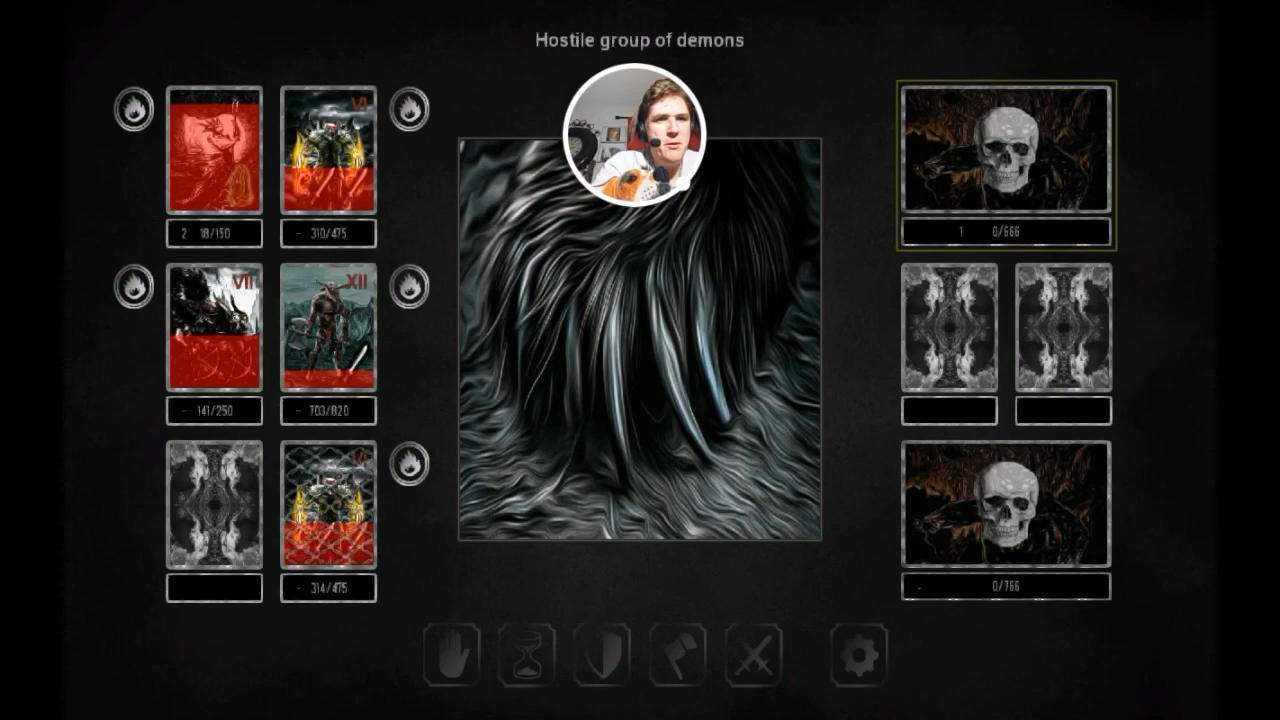 Hostile group of demons
VI
2 18/150
- 310/475
1 0/666
VII
XII
- 141/250
- 703/820
VI
- 314/475
- 0/766